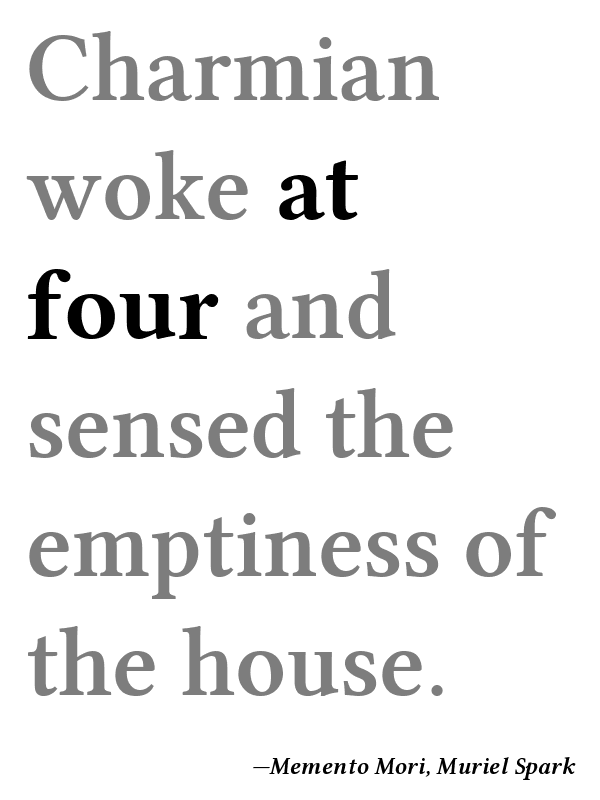 Charmian
woke at
four and
sensed the
emptiness of
the house.
—Memento Mori, Muriel Spark